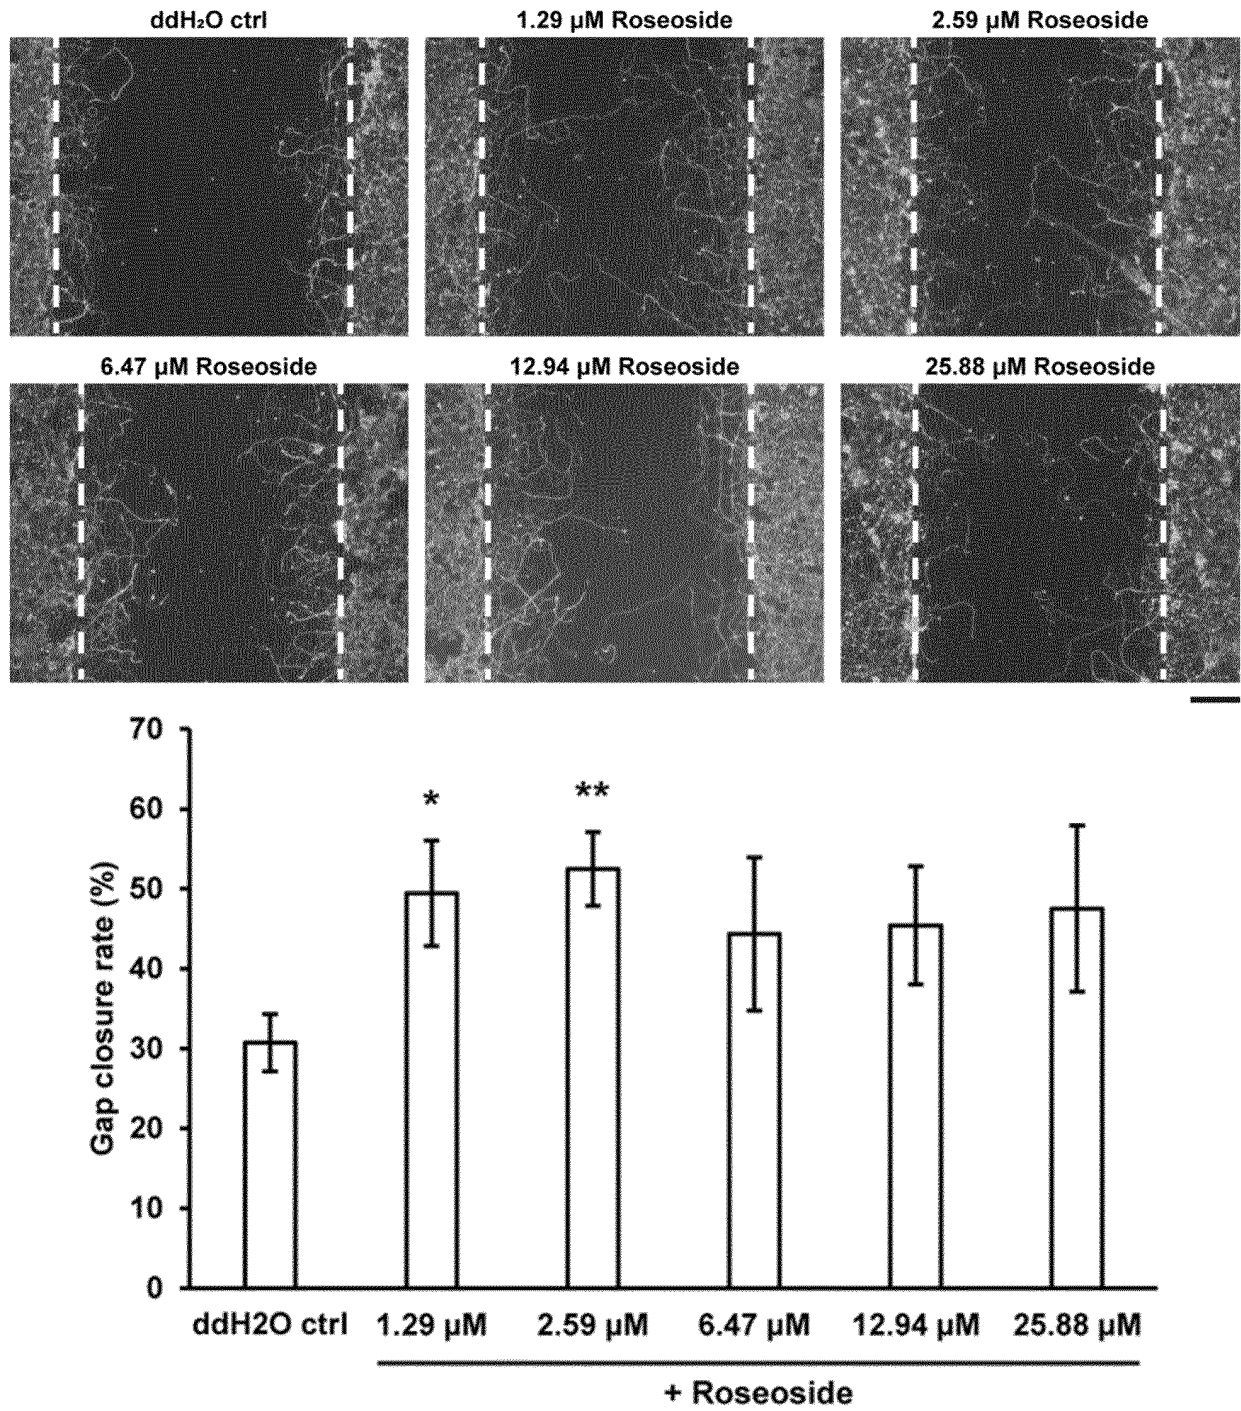 ddH₂O ctrl
1.29 µM Roseoside
2.59 µM Roseoside
6.47 µM Roseoside
12.94 µM Roseoside
25.88 µM Roseoside
Gap closure rate (%)
70
60
50
40
30
20
10
0
*
**
ddH2O ctrl
1.29 µM
2.59 µM
6.47 µM
12.94 µM
25.88 µM
+ Roseoside